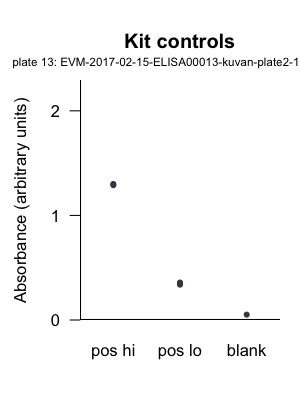 Kit controls
plate 13: EVM-2017-02-15-ELISA00013-kuvan-plate2-1
Absorbance (arbitrary units)
2
1
0
pos hi pos lo blank